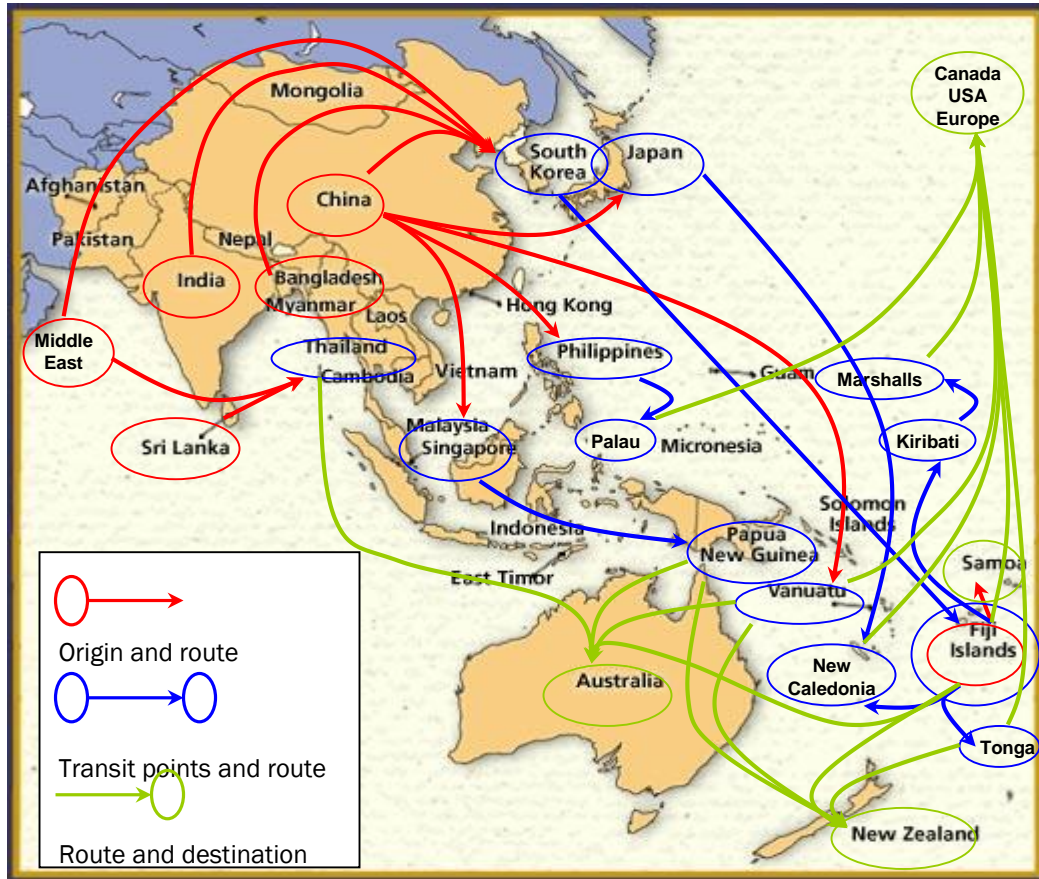 Canada
USA
Europe
Mongolia
South
Korea
Japan
Afghanistan
China
Pakistan
Nepal
India
Bangladesh
Myanmar
Hong Kong
Laos
Middle
East
Thailand
Philippines
Cambodia
Vietnam
Guam
Marshalls
Sri Lanka
Malaysia
Singapore
Palau
Micronesia
Kiribati
Solomon
Islands
Indonesia
Papua
New Guinea
East Timor
Samoa
Vanuatu
Fiji
Islands
Origin and route
Australia
New
Caledonia
Tonga
Transit points and route
New Zealand
Route and destination